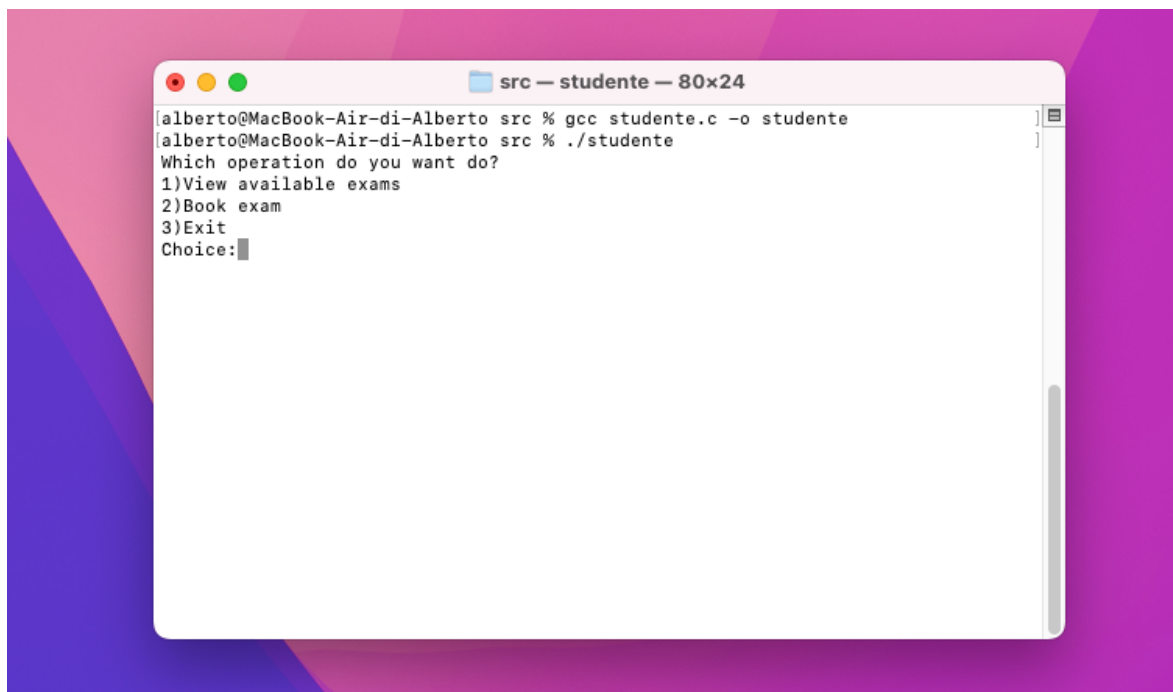 src — studente — 80×24
[alberto@MacBook-Air-di-Alberto src % gcc studente.c -o studente ]
[alberto@MacBook-Air-di-Alberto src % ./studente ]
Which operation do you want do?
1)View available exams
2)Book exam
3)Exit
Choice: